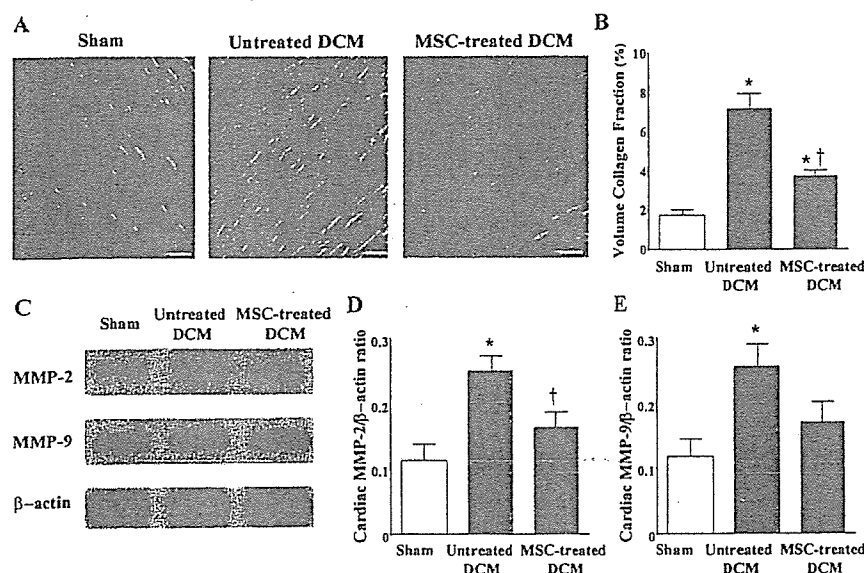 A
Sham
Untreated DCM
MSC-treated DCM
B
Volume Collagen Fraction (%)
10
8
6
4
2
0
*
* †
Sham
Untreated DCM
MSC-treated DCM
C
Sham
Untreated DCM
MSC-treated DCM
MMP-2
MMP-9
β-actin
D
Cardiac MMP-2/β-actin ratio
0.3
0.2
0.1
*
†
Sham
Untreated DCM
MSC-treated DCM
E
Cardiac MMP-9/β-actin ratio
0.3
0.2
0.1
*
Sham
Untreated DCM
MSC-treated DCM